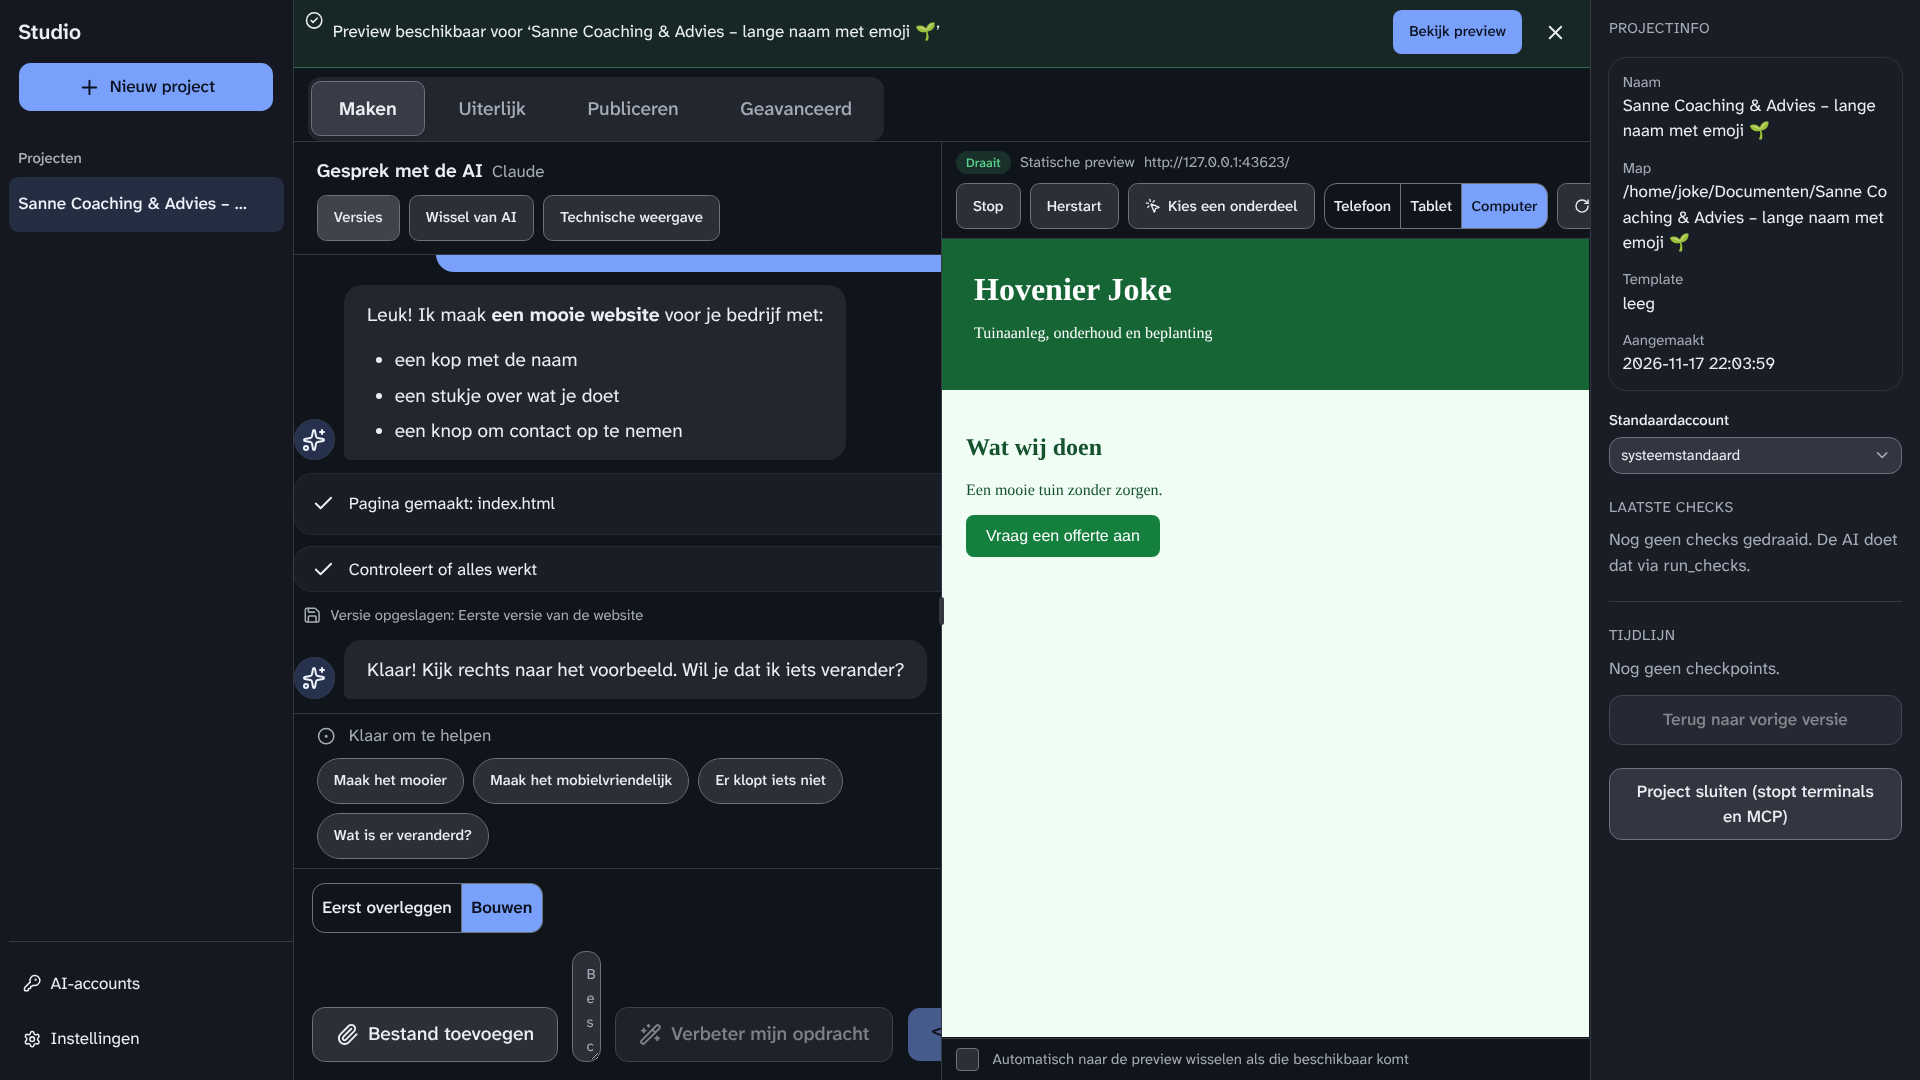 Studio
Nieuw project
Projecten
Sanne Coaching & Advies – ...
AI-accounts
Instellingen
Preview beschikbaar voor ‘Sanne Coaching & Advies – lange naam met emoji 🌱’
Bekijk preview
Maken
Uiterlijk
Publiceren
Geavanceerd
Gesprek met de AI Claude
Versies
Wissel van AI
Technische weergave
Leuk! Ik maak een mooie website voor je bedrijf met:
• een kop met de naam
• een stukje over wat je doet
• een knop om contact op te nemen
Pagina gemaakt: index.html
Controleert of alles werkt
Versie opgeslagen: Eerste versie van de website
Klaar! Kijk rechts naar het voorbeeld. Wil je dat ik iets verander?
Klaar om te helpen
Maak het mooier
Maak het mobielvriendelijk
Er klopt iets niet
Wat is er veranderd?
Eerst overleggen
Bouwen
Bestand toevoegen
B
e
s
c
Verbeter mijn opdracht
Draait Statische preview http://127.0.0.1:43623/
Stop
Herstart
Kies een onderdeel
Telefoon
Tablet
Computer
Hovenier Joke
Tuinaanleg, onderhoud en beplanting
Wat wij doen
Een mooie tuin zonder zorgen.
Vraag een offerte aan
Automatisch naar de preview wisselen als die beschikbaar komt
PROJECTINFO
Naam
Sanne Coaching & Advies – lange
naam met emoji 🌱
Map
/home/joke/Documenten/Sanne Co
aching & Advies – lange naam met
emoji 🌱
Template
leeg
Aangemaakt
2026-11-17 22:03:59
Standaardaccount
systeemstandaard
LAATSTE CHECKS
Nog geen checks gedraaid. De AI doet
dat via run_checks.
TIJDLIJN
Nog geen checkpoints.
Terug naar vorige versie
Project sluiten (stopt terminals
en MCP)